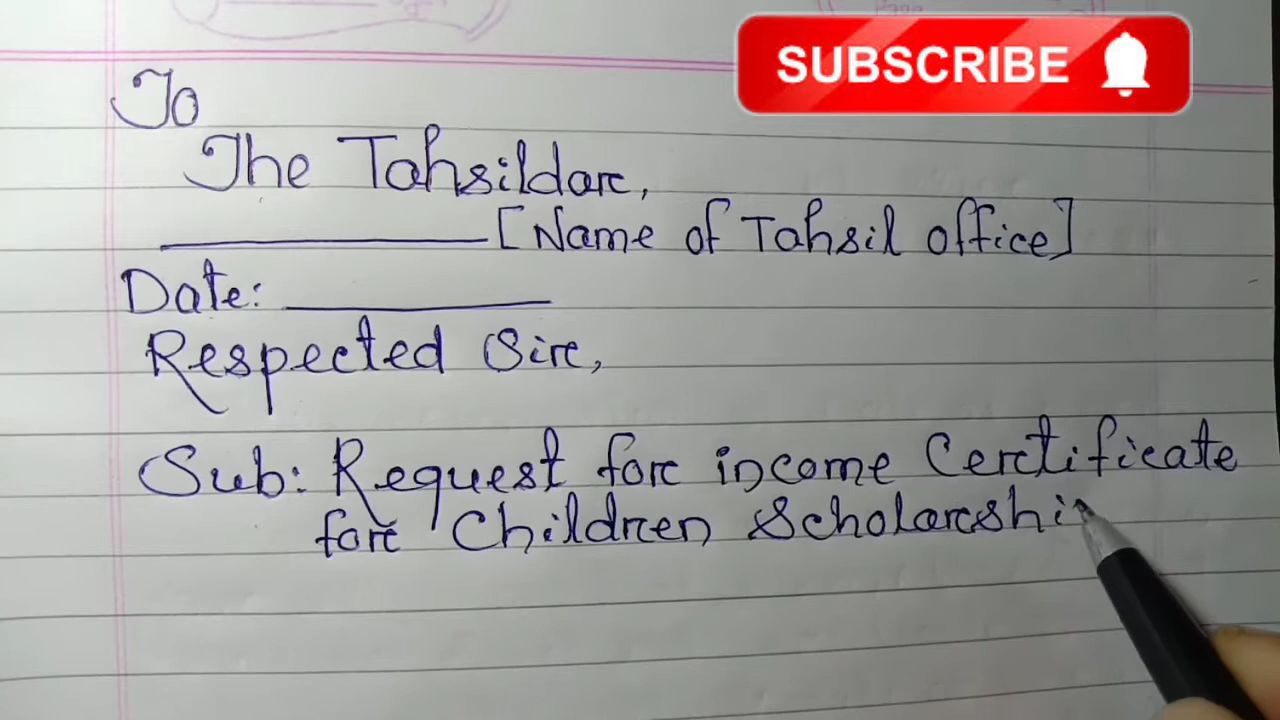 SUBSCRIBE
To
The Tahsildar,
[Name of Tahsil office]
Date:
Respected Sir,
Sub: Request for income Certificate
for Children Scholarshi